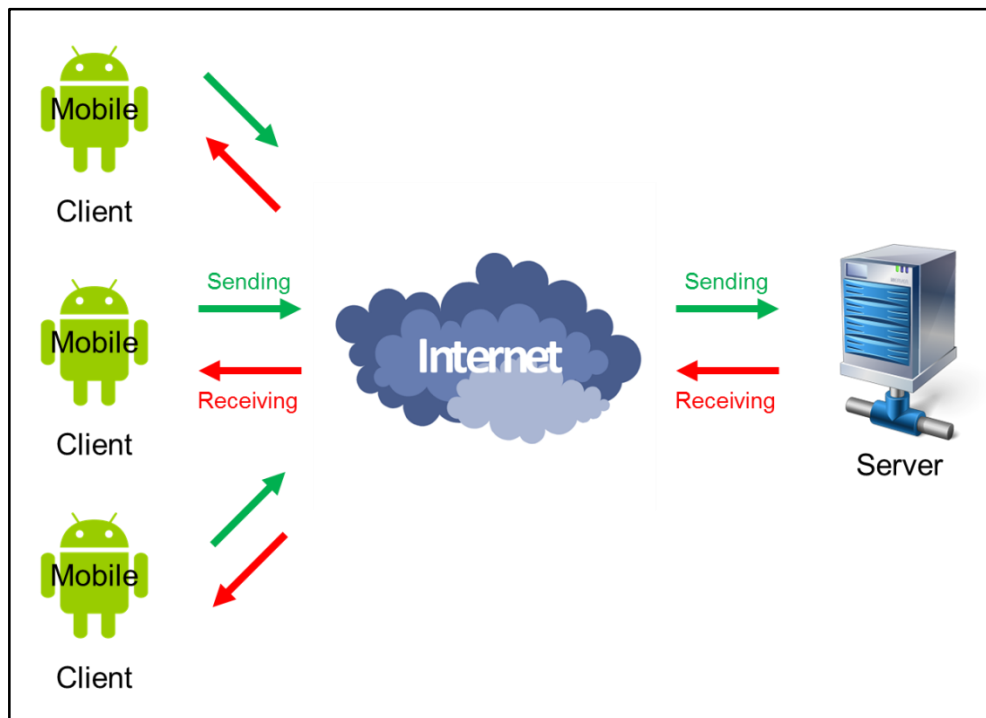 Mobile
Client
Sending
Sending
Mobile
Internet
Receiving
Receiving
Client
Server
Mobile
Client